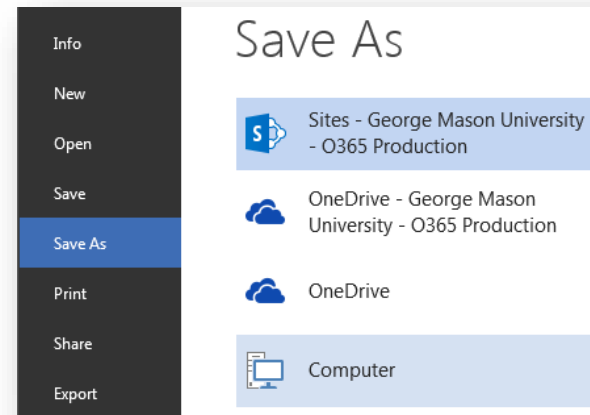 Info
New
Open
Save
Save As
Print
Share
Export
Save As
S
Sites - George Mason University
- O365 Production
OneDrive - George Mason
University - O365 Production
OneDrive
Computer